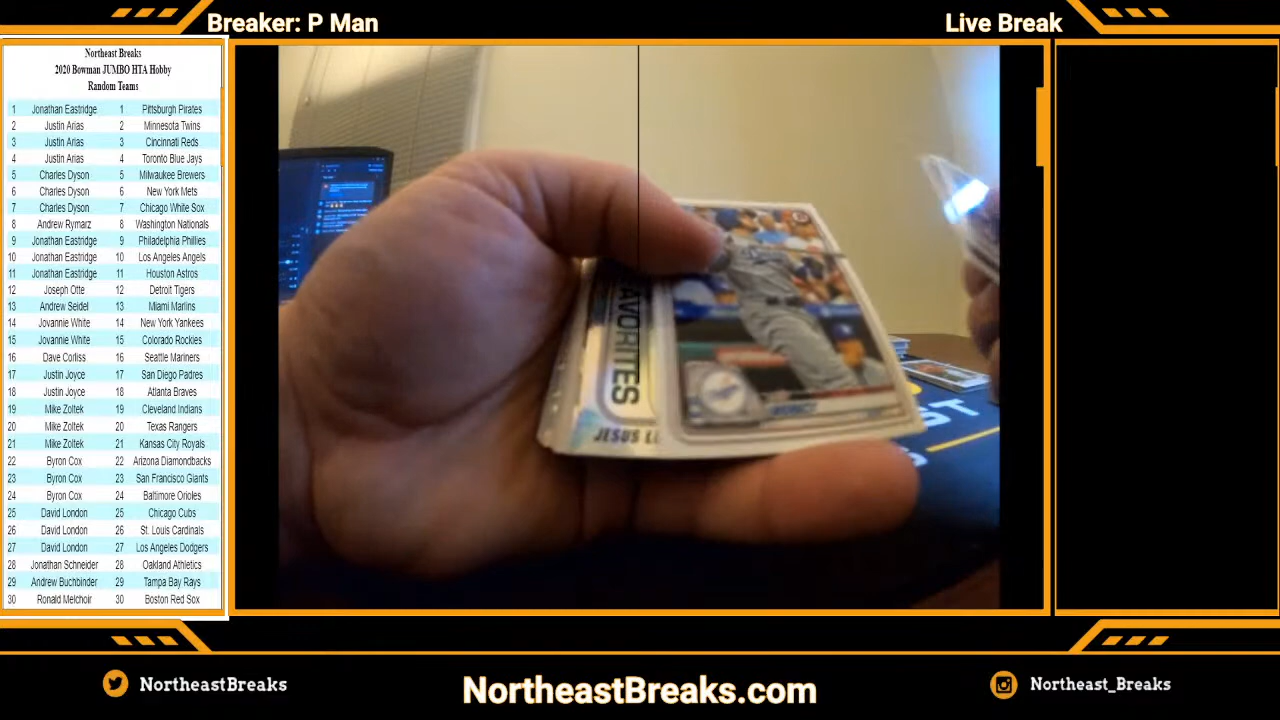 Breaker: P Man
Live Break
Northeast Breaks
2020 Bowman JUMBO HTA Hobby
Random Teams
1 Jonathan Eastridge 1 Pittsburgh Pirates
2 Justin Arias 2 Minnesota Twins
3 Justin Arias 3 Cincinnati Reds
4 Justin Arias 4 Toronto Blue Jays
5 Charles Dyson 5 Milwaukee Brewers
6 Charles Dyson 6 New York Mets
7 Charles Dyson 7 Chicago White Sox
8 Andrew Rymarz 8 Washington Nationals
9 Jonathan Eastridge 9 Philadelphia Phillies
10 Jonathan Eastridge 10 Los Angeles Angels
11 Jonathan Eastridge 11 Houston Astros
12 Joseph Otte 12 Detroit Tigers
13 Andrew Seidel 13 Miami Marlins
14 Jovannie White 14 New York Yankees
15 Jovannie White 15 Colorado Rockies
16 Dave Corliss 16 Seattle Mariners
17 Justin Joyce 17 San Diego Padres
18 Justin Joyce 18 Atlanta Braves
19 Mike Zoltek 19 Cleveland Indians
20 Mike Zoltek 20 Texas Rangers
21 Mike Zoltek 21 Kansas City Royals
22 Byron Cox 22 Arizona Diamondbacks
23 Byron Cox 23 San Francisco Giants
24 Byron Cox 24 Baltimore Orioles
25 David London 25 Chicago Cubs
26 David London 26 St. Louis Cardinals
27 David London 27 Los Angeles Dodgers
28 Jonathan Schneider 28 Oakland Athletics
29 Andrew Buchbinder 29 Tampa Bay Rays
30 Ronald Melchoir 30 Boston Red Sox
AVORITES
JESUS L
ST
NortheastBreaks
NortheastBreaks.com
Northeast_Breaks